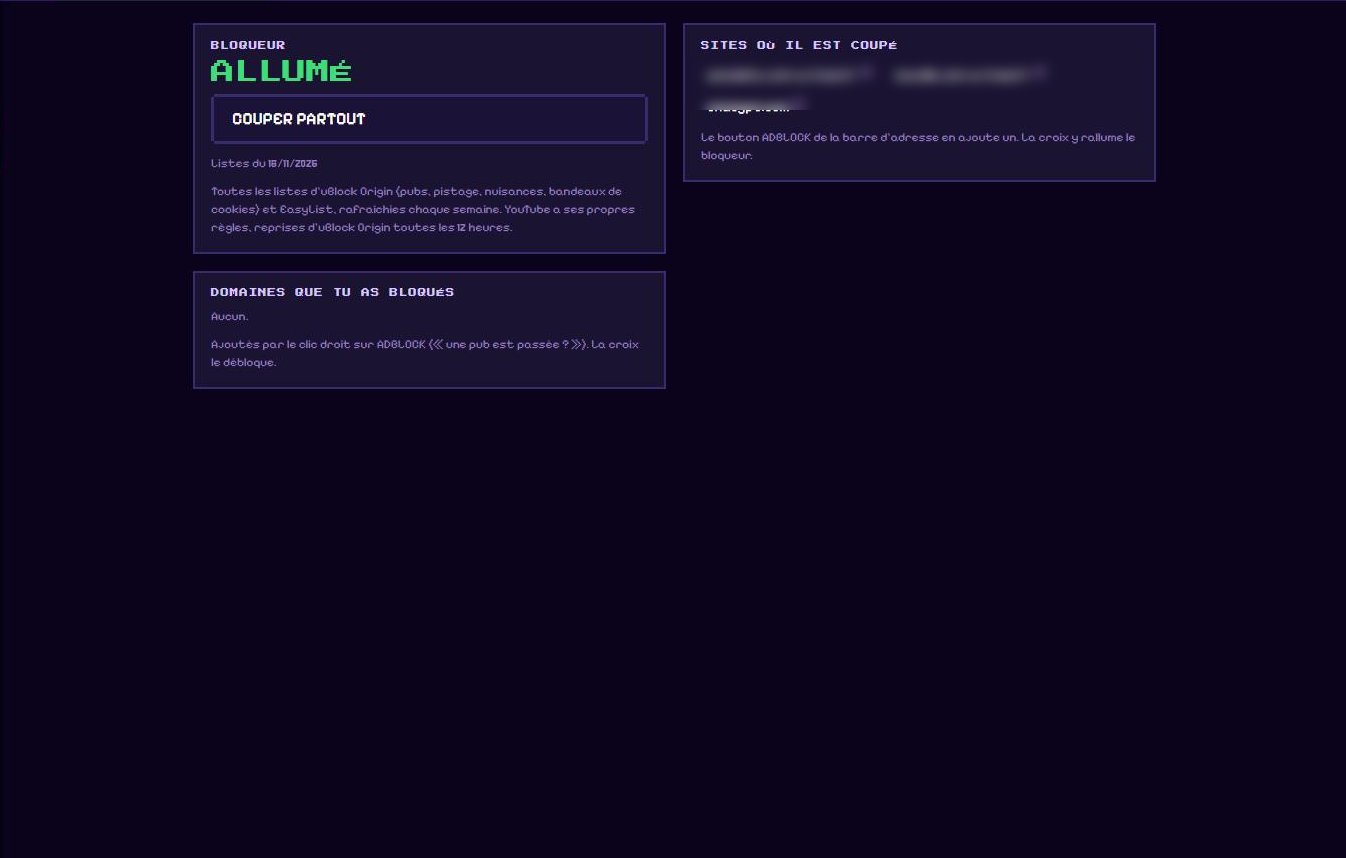 BLOQUEUR
ALLUMÉ
COUPER PARTOUT
Listes du 18/11/2026
Toutes les listes d'uBlock Origin (pubs, pistage, nuisances, bandeaux de
cookies) et EasyList, rafraîchies chaque semaine. YouTube a ses propres
règles, reprises d'uBlock Origin toutes les 12 heures.
DOMAINES QUE TU AS BLOQUÉS
Aucun.
Ajoutés par le clic droit sur ADBLOCK (« une pub est passée ? »). La croix
le débloque.
SITES OÙ IL EST COUPÉ
Le bouton ADBLOCK de la barre d'adresse en ajoute un. La croix y rallume le
bloqueur.